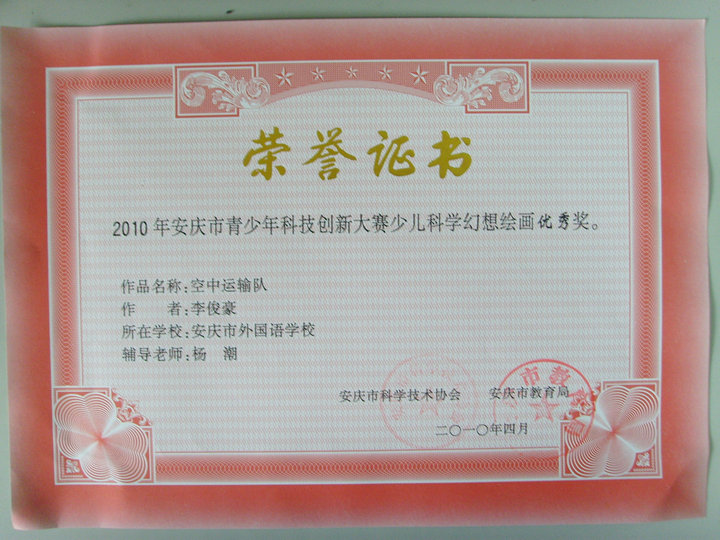 荣誉证书
2010年安庆市青少年科技创新大赛少儿科学幻想绘画优秀奖。
作品名称:空中运输队
作　　者:李俊豪
所在学校:安庆市外国语学校
辅导老师:杨　潮
安庆市科学技术协会　　安庆市教育局
二〇一〇年四月